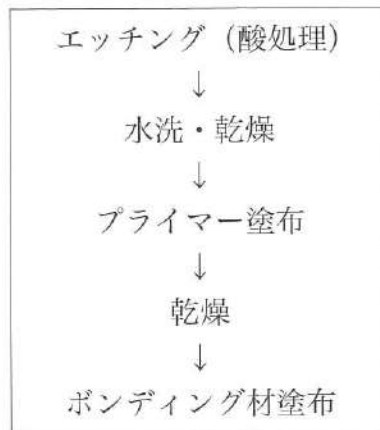 エッチング（酸処理）
↓
水洗・乾燥
↓
プライマー塗布
↓
乾燥
↓
ボンディング材塗布